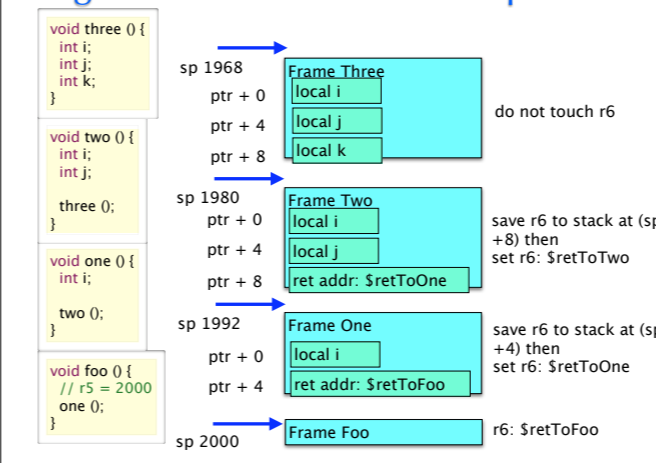 void three () {
int i;
int j;
int k;
}
void two () {
int i;
int j;
three ();
}
void one () {
int i;
two ();
}
void foo () {
// r5 = 2000
one ();
}
sp 1968
ptr + 0
ptr + 4
ptr + 8
sp 1980
ptr + 0
ptr + 4
ptr + 8
sp 1992
ptr + 0
ptr + 4
sp 2000
Frame Three
local i
local j
local k
Frame Two
local i
local j
ret addr: $retToOne
Frame One
local i
ret addr: $retToFoo
Frame Foo
do not touch r6
save r6 to stack at (sp
+8) then
set r6: $retToTwo
save r6 to stack at (sp
+4) then
set r6: $retToOne
r6: $retToFoo